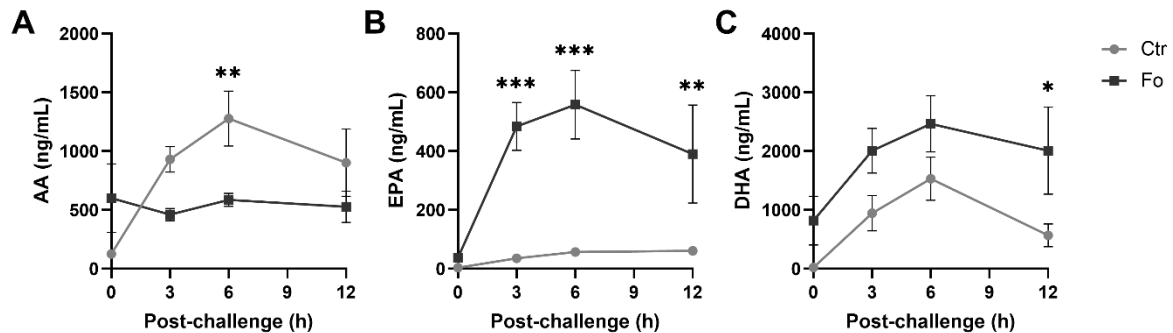 A
AA (ng/mL)
2000
1500
1000
500
0
**
0 3 6 9 12
Post-challenge (h)
B
EPA (ng/mL)
800
600
400
200
0
***
***
**
0 3 6 9 12
Post-challenge (h)
C
DHA (ng/mL)
4000
3000
2000
1000
0
*
0 3 6 9 12
Post-challenge (h)
Ctr
Fo